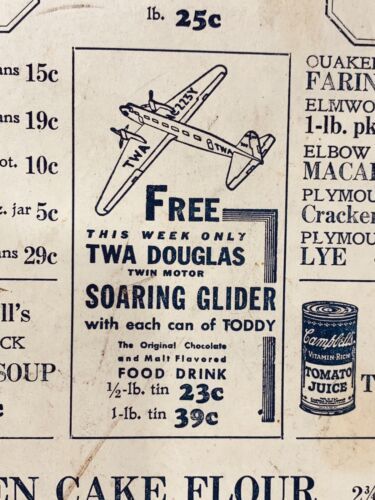 lb. 25c
ans 15c
ans 19c
ot. 10c
z. jar 5c
ans 29c
ll's
CK
SOUP
c
TWA
NC223Y
TWA
FREE
THIS WEEK ONLY
TWA DOUGLAS
TWIN MOTOR
SOARING GLIDER
with each can of TODDY
The Original Chocolate
and Malt Flavored
FOOD DRINK
½-lb. tin 23c
1-lb. tin 39c
QUAKE
FARIN
ELMWO
1-lb. pk
ELBOW
MACA
PLYMOU
Cracker
PLYMOU
LYE
Campbell's
VITAMIN-RICH
TOMATO
JUICE
T
EN CAKE FLOUR 2¾